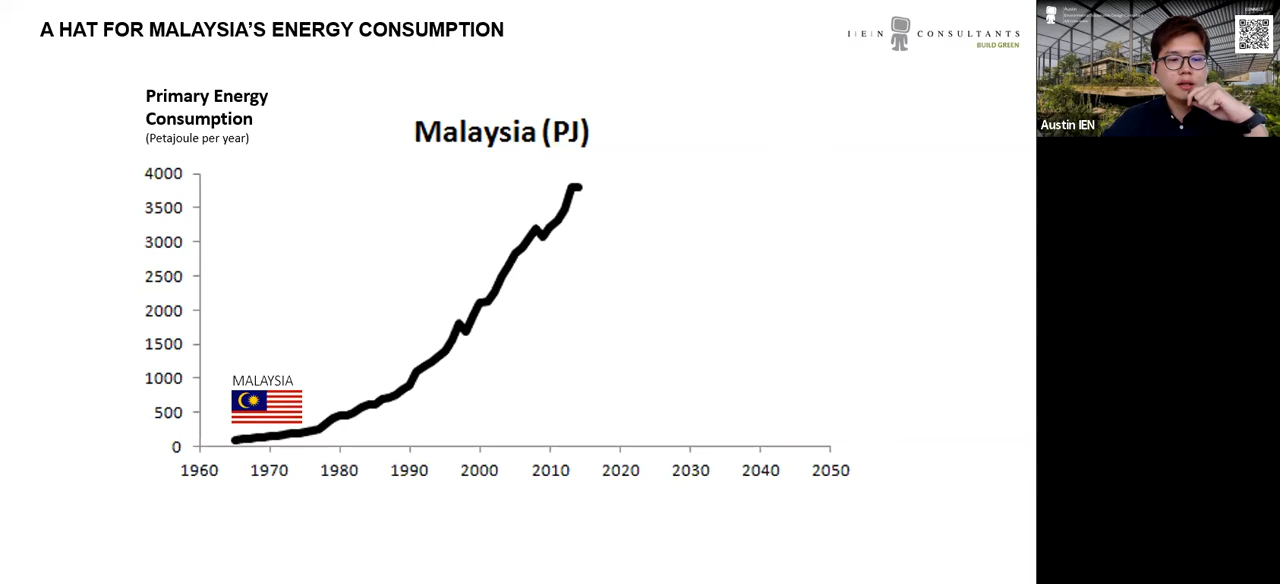 A HAT FOR MALAYSIA'S ENERGY CONSUMPTION
IEN CONSULTANTS
BUILD GREEN
Primary Energy
Consumption
(Petajoule per year)
Malaysia (PJ)
4000
3500
3000
2500
2000
1500
1000
500
0
MALAYSIA
1960 1970 1980 1990 2000 2010 2020 2030 2040 2050
Austin
CONNECT
Austin IEN